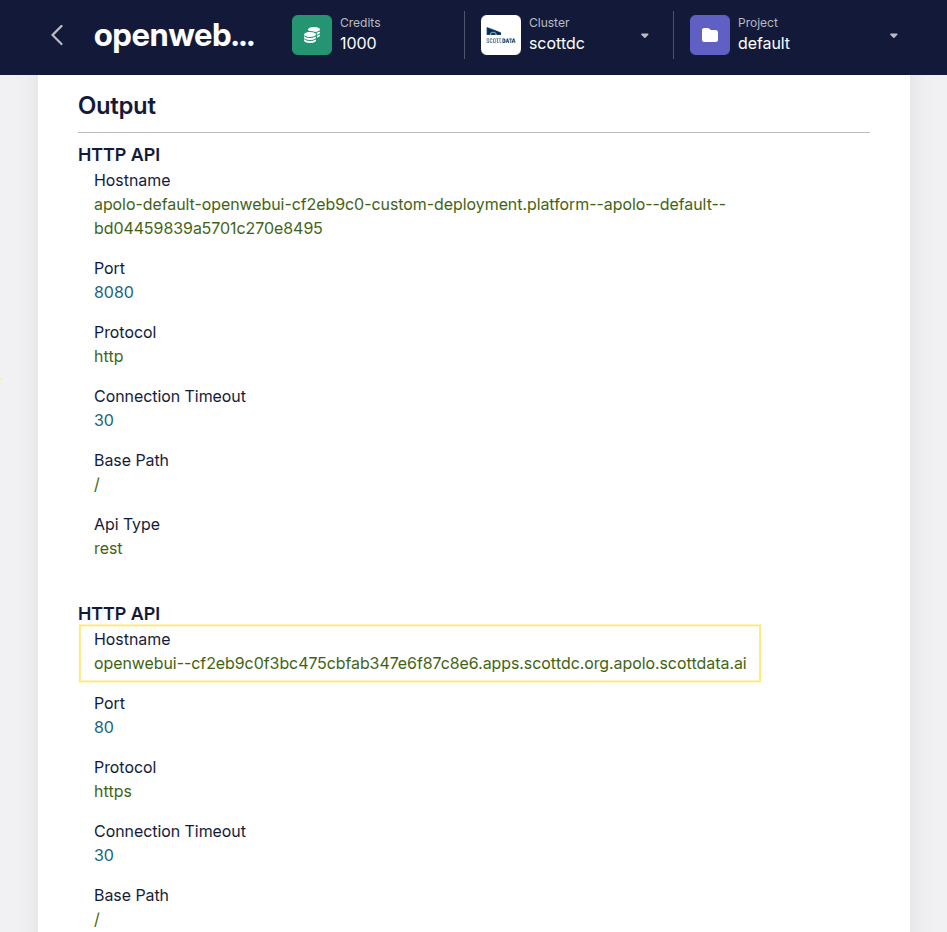 openweb...
Credits
1000
SCOTTDATA
Cluster
scottdc
Project
default
Output
HTTP API
Hostname
apolo-default-openwebui-cf2eb9c0-custom-deployment.platform--apolo--default--
bd04459839a5701c270e8495
Port
8080
Protocol
http
Connection Timeout
30
Base Path
/
Api Type
rest
HTTP API
Hostname
openwebui--cf2eb9c0f3bc475cbfab347e6f87c8e6.apps.scottdc.org.apolo.scottdata.ai
Port
80
Protocol
https
Connection Timeout
30
Base Path
/